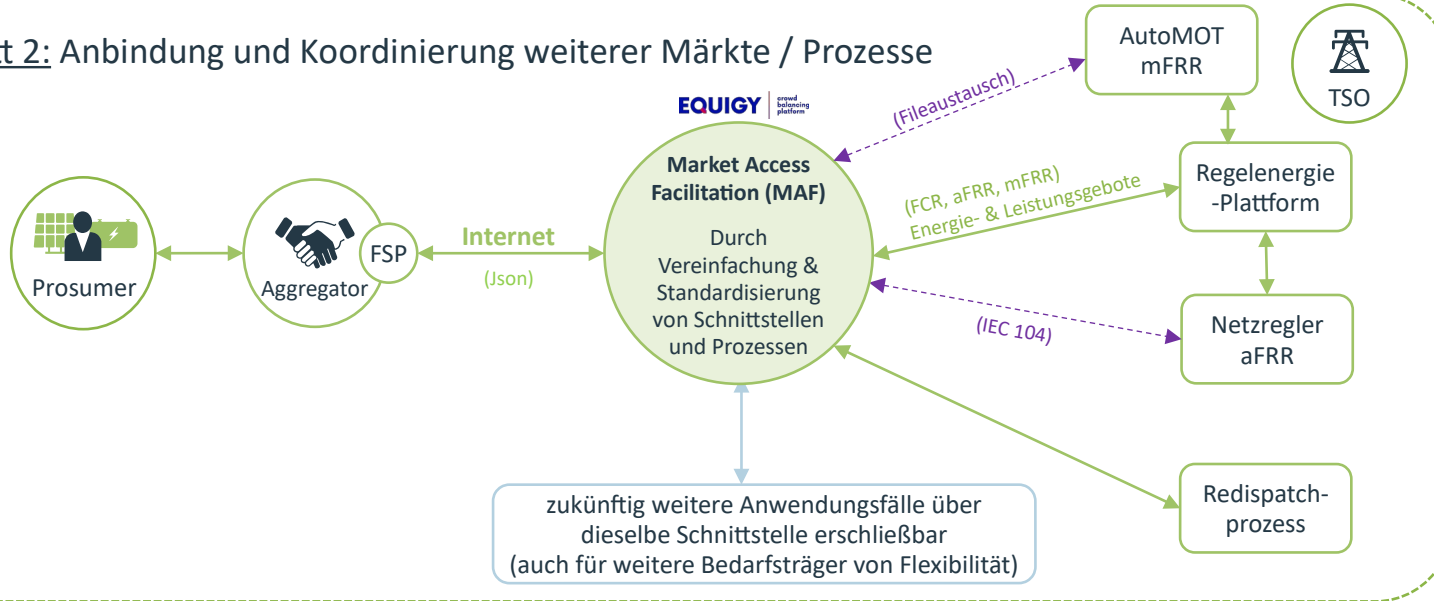 tt 2: Anbindung und Koordinierung weiterer Märkte / Prozesse
EQUIGY
crowd
balancing
platform
Prosumer
Aggregator
FSP
Internet
(Json)
Market Access
Facilitation (MAF)
Durch
Vereinfachung &
Standardisierung
von Schnittstellen
und Prozessen
(Fileaustausch)
(FCR, aFRR, mFRR)
Energie- & Leistungsgebote
(IEC 104)
AutoMOT
mFRR
TSO
Regelenergie
-Plattform
Netzregler
aFRR
Redispatch-
prozess
zukünftig weitere Anwendungsfälle über
dieselbe Schnittstelle erschließbar
(auch für weitere Bedarfsträger von Flexibilität)